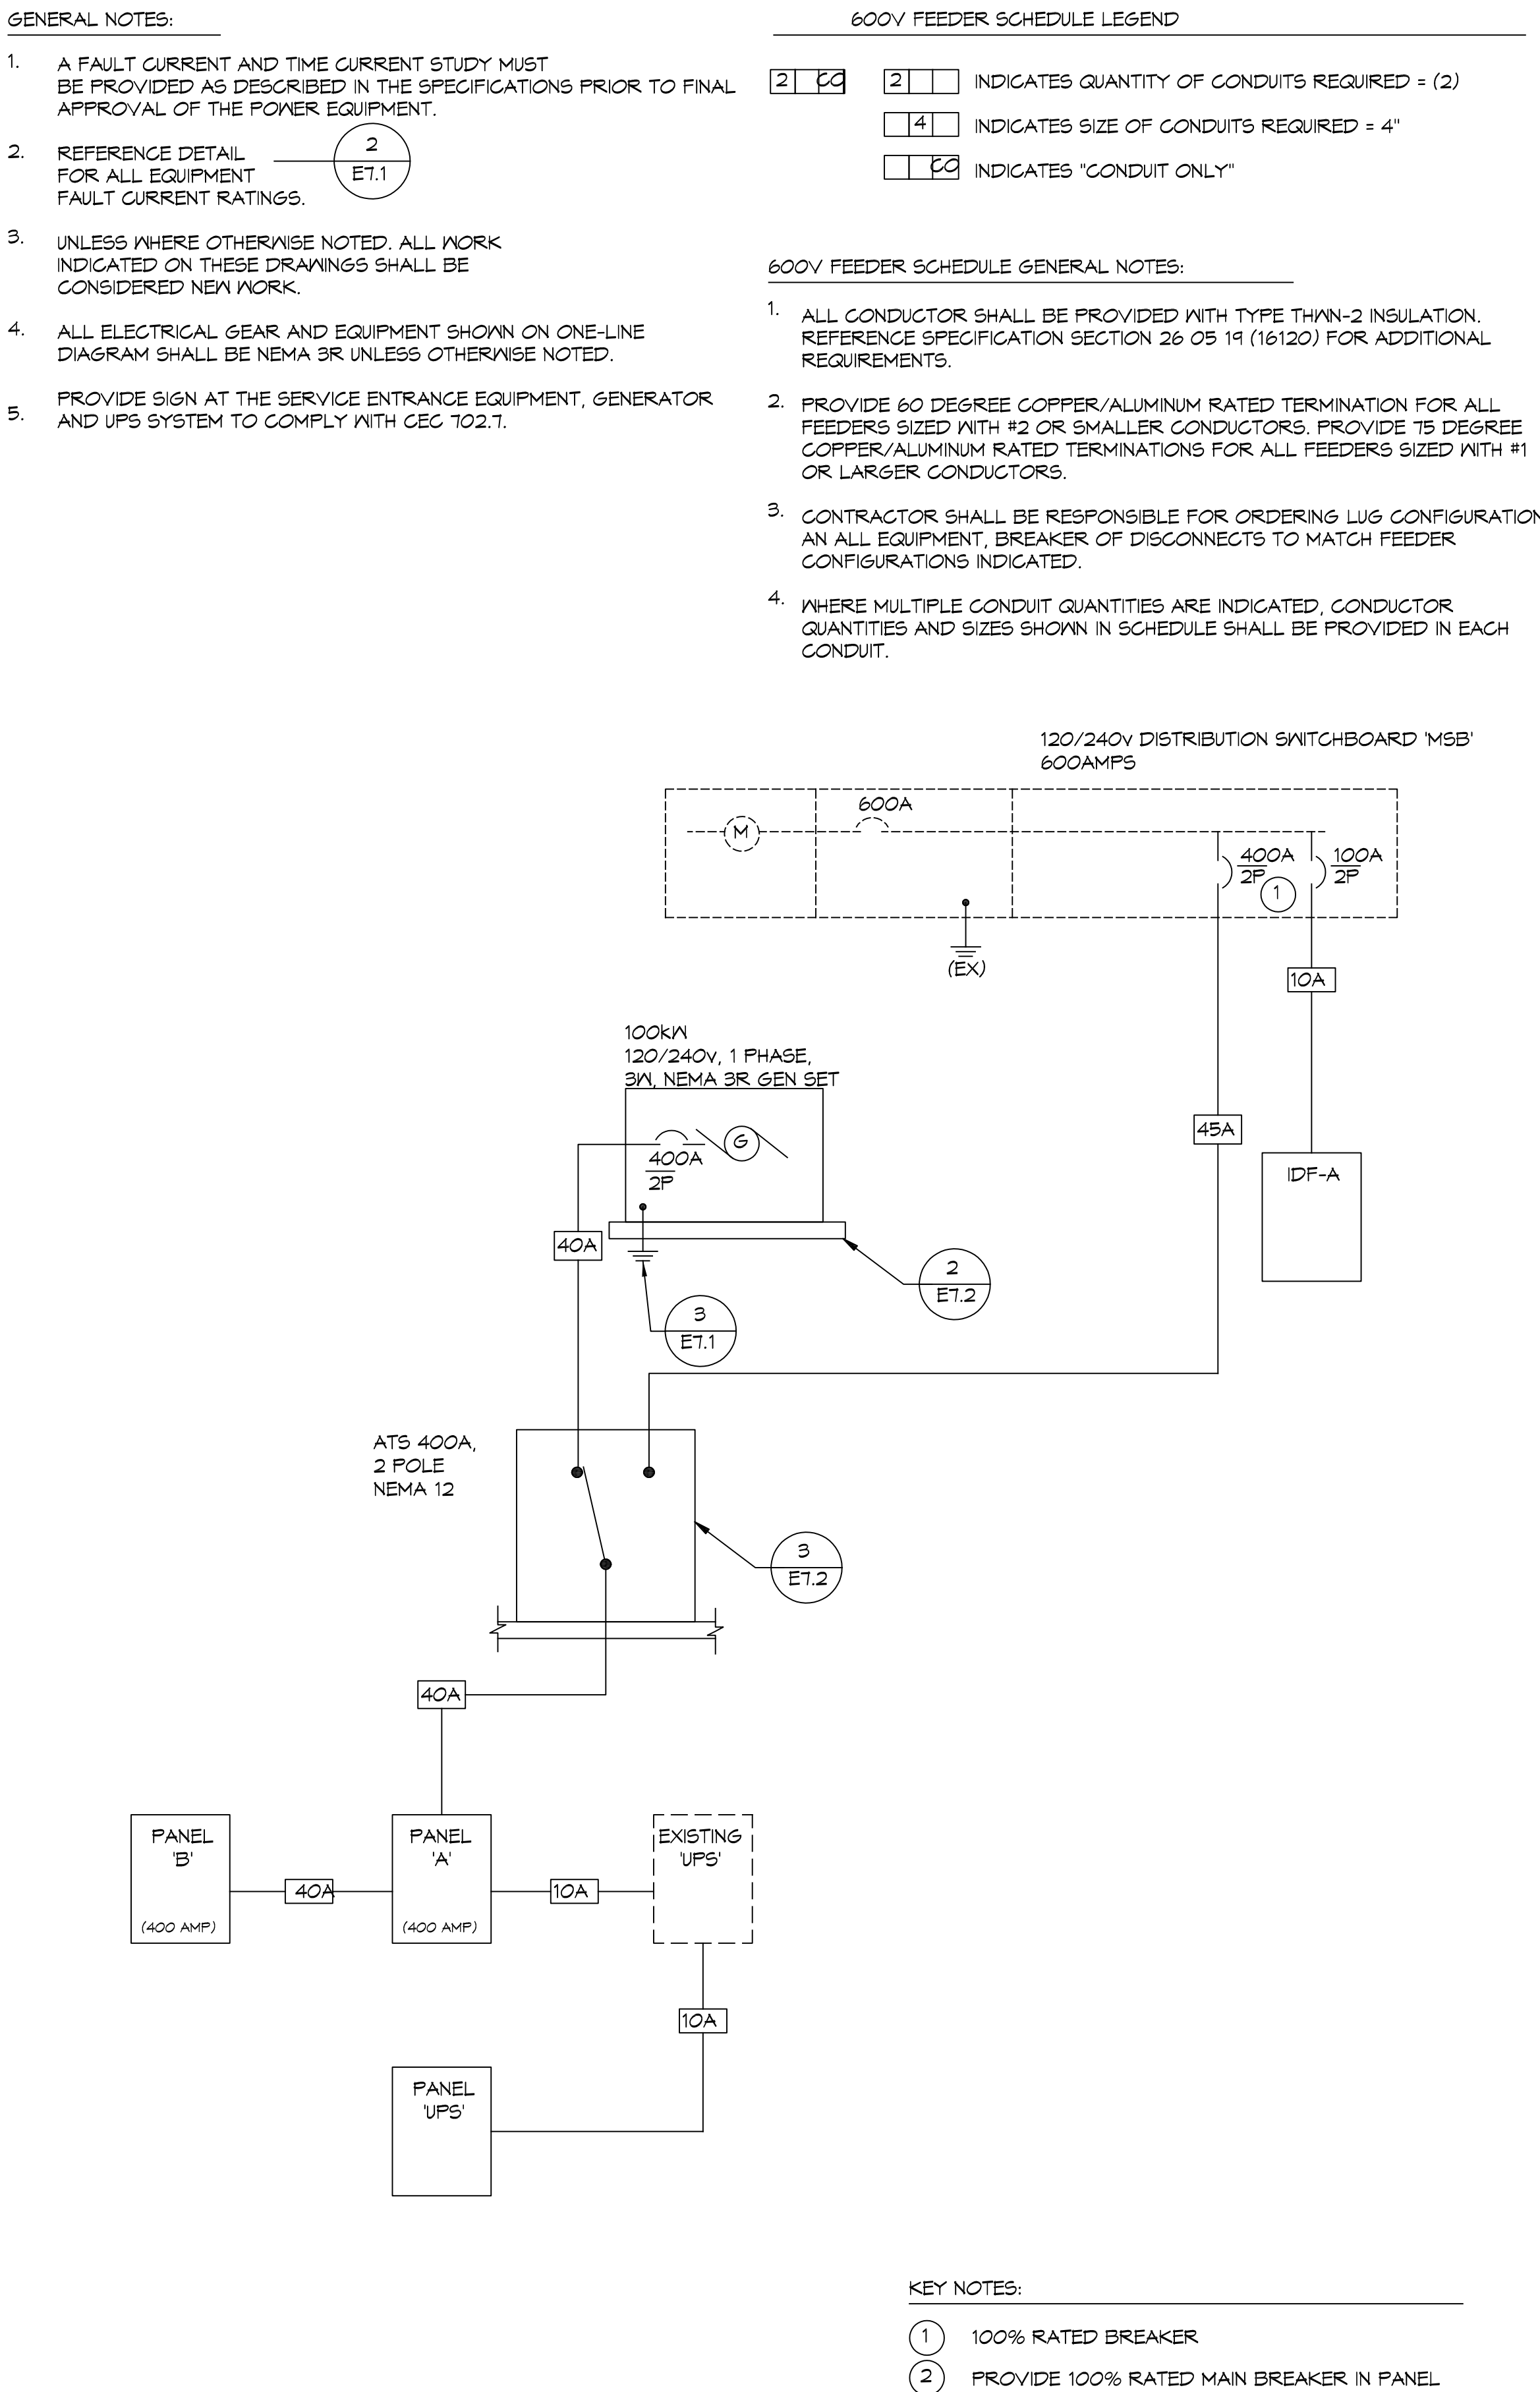 GENERAL NOTES:
1. A FAULT CURRENT AND TIME CURRENT STUDY MUST
BE PROVIDED AS DESCRIBED IN THE SPECIFICATIONS PRIOR TO FINAL
APPROVAL OF THE POWER EQUIPMENT.
2. REFERENCE DETAIL
FOR ALL EQUIPMENT
FAULT CURRENT RATINGS.
2
E7.1
3. UNLESS WHERE OTHERWISE NOTED. ALL WORK
INDICATED ON THESE DRAWINGS SHALL BE
CONSIDERED NEW WORK.
4. ALL ELECTRICAL GEAR AND EQUIPMENT SHOWN ON ONE-LINE
DIAGRAM SHALL BE NEMA 3R UNLESS OTHERWISE NOTED.
5. PROVIDE SIGN AT THE SERVICE ENTRANCE EQUIPMENT, GENERATOR
AND UPS SYSTEM TO COMPLY WITH CEC 702.7.
600V FEEDER SCHEDULE LEGEND
2 CO
2 INDICATES QUANTITY OF CONDUITS REQUIRED = (2)
4 INDICATES SIZE OF CONDUITS REQUIRED = 4"
CO INDICATES "CONDUIT ONLY"
600V FEEDER SCHEDULE GENERAL NOTES:
1. ALL CONDUCTOR SHALL BE PROVIDED WITH TYPE THWN-2 INSULATION.
REFERENCE SPECIFICATION SECTION 26 05 19 (16120) FOR ADDITIONAL
REQUIREMENTS.
2. PROVIDE 60 DEGREE COPPER/ALUMINUM RATED TERMINATION FOR ALL
FEEDERS SIZED WITH #2 OR SMALLER CONDUCTORS. PROVIDE 75 DEGREE
COPPER/ALUMINUM RATED TERMINATIONS FOR ALL FEEDERS SIZED WITH #1
OR LARGER CONDUCTORS.
3. CONTRACTOR SHALL BE RESPONSIBLE FOR ORDERING LUG CONFIGURATION
AN ALL EQUIPMENT, BREAKER OF DISCONNECTS TO MATCH FEEDER
CONFIGURATIONS INDICATED.
4. WHERE MULTIPLE CONDUIT QUANTITIES ARE INDICATED, CONDUCTOR
QUANTITIES AND SIZES SHOWN IN SCHEDULE SHALL BE PROVIDED IN EACH
CONDUIT.
120/240v DISTRIBUTION SWITCHBOARD 'MSB'
600AMPS
M
600A
400A
2P
1
100A
2P
(EX)
10A
100kW
120/240v, 1 PHASE,
3W, NEMA 3R GEN SET
G
400A
2P
45A
IDF-A
40A
2
E7.2
3
E7.1
ATS 400A,
2 POLE
NEMA 12
3
E7.2
40A
PANEL
'B'
(400 AMP)
40A
PANEL
'A'
(400 AMP)
10A
EXISTING
'UPS'
10A
PANEL
'UPS'
KEY NOTES:
1 100% RATED BREAKER
2 PROVIDE 100% RATED MAIN BREAKER IN PANEL